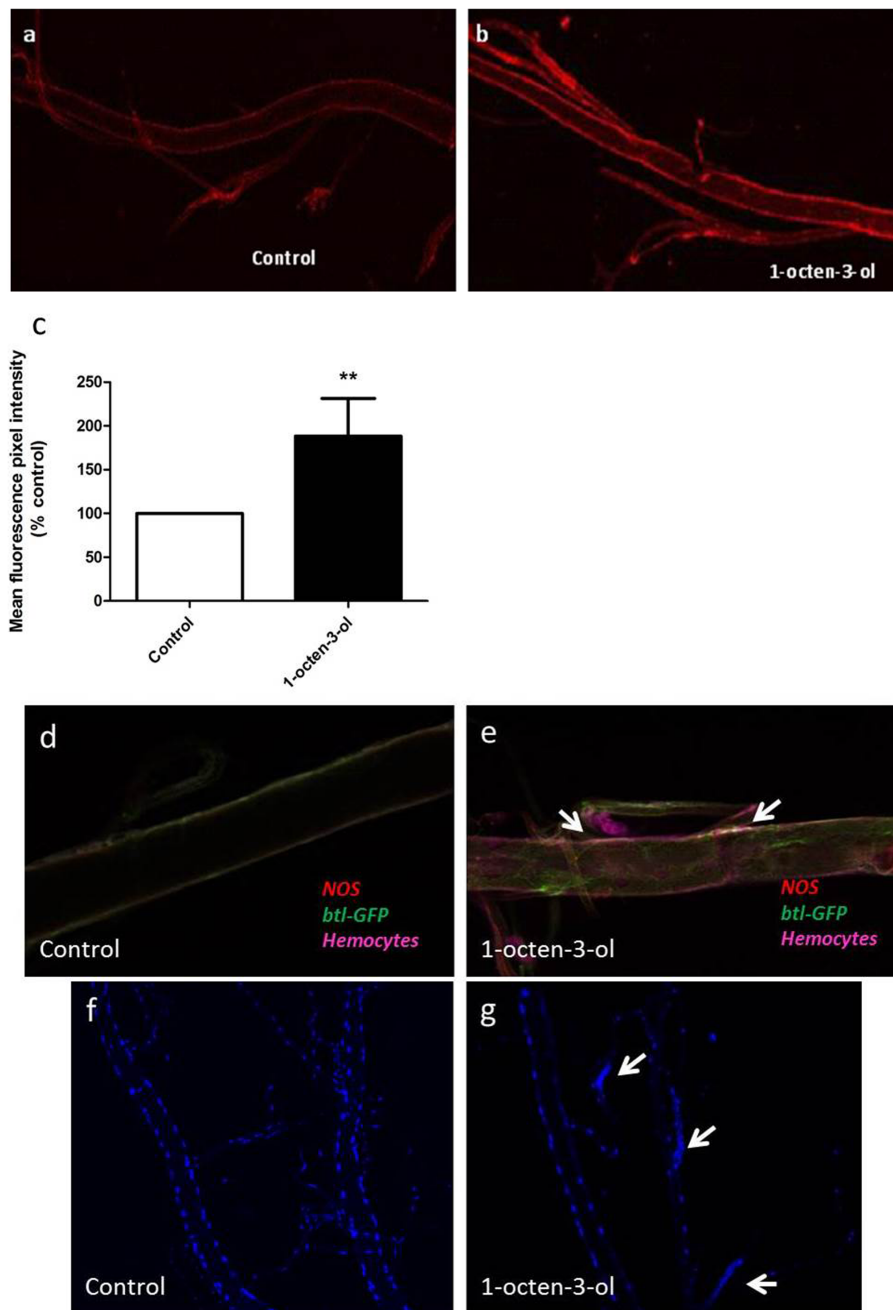 a
Control
b
1-octen-3-ol
c
Mean fluorescence pixel intensity
(% control)
250
200
150
100
50
0
**
Control
1-octen-3-ol
d
NOS
btl-GFP
Hemocytes
Control
e
NOS
btl-GFP
Hemocytes
1-octen-3-ol
f
Control
g
1-octen-3-ol